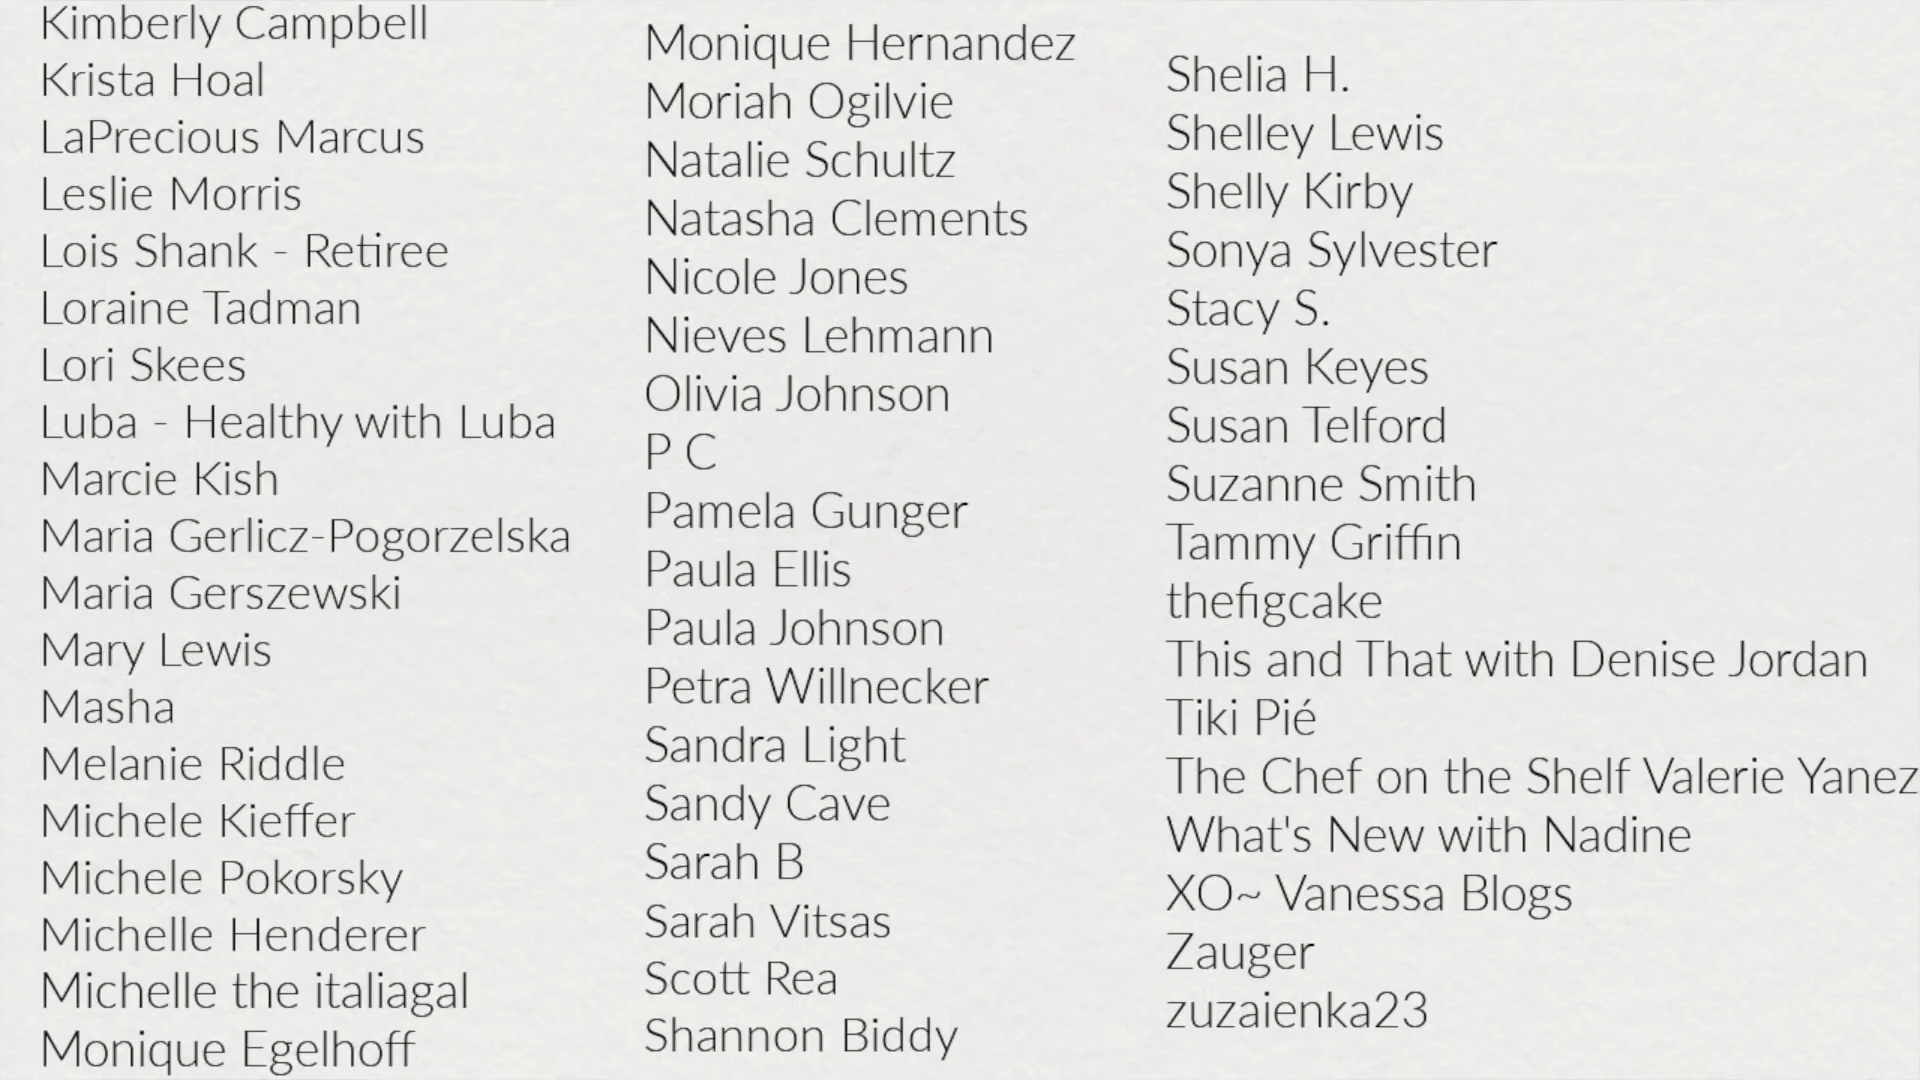 Kimberly Campbell
Krista Hoal
LaPrecious Marcus
Leslie Morris
Lois Shank - Retiree
Loraine Tadman
Lori Skees
Luba - Healthy with Luba
Marcie Kish
Maria Gerlicz-Pogorzelska
Maria Gerszewski
Mary Lewis
Masha
Melanie Riddle
Michele Kieffer
Michele Pokorsky
Michelle Henderer
Michelle the italiagal
Monique Egelhoff
Monique Hernandez
Moriah Ogilvie
Natalie Schultz
Natasha Clements
Nicole Jones
Nieves Lehmann
Olivia Johnson
P C
Pamela Gunger
Paula Ellis
Paula Johnson
Petra Willnecker
Sandra Light
Sandy Cave
Sarah B
Sarah Vitsas
Scott Rea
Shannon Biddy
Shelia H.
Shelley Lewis
Shelly Kirby
Sonya Sylvester
Stacy S.
Susan Keyes
Susan Telford
Suzanne Smith
Tammy Griffin
thefigcake
This and That with Denise Jordan
Tiki Pié
The Chef on the Shelf Valerie Yanez
What's New with Nadine
XO~ Vanessa Blogs
Zauger
zuzaienka23